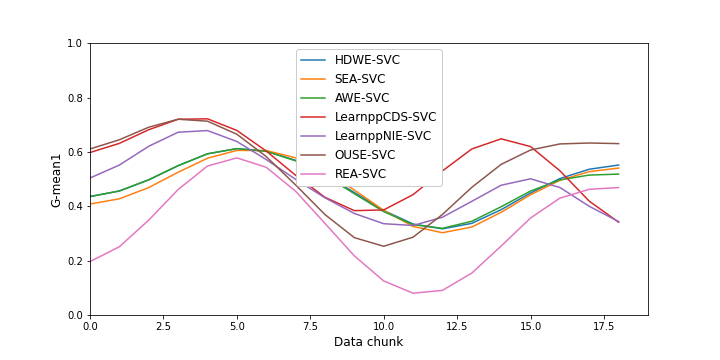 1.0
0.8
0.6
0.4
0.2
0.0
G-mean1
HDWE-SVC
SEA-SVC
AWE-SVC
LearnppCDS-SVC
LearnppNIE-SVC
OUSE-SVC
REA-SVC
0.0 2.5 5.0 7.5 10.0 12.5 15.0 17.5
Data chunk